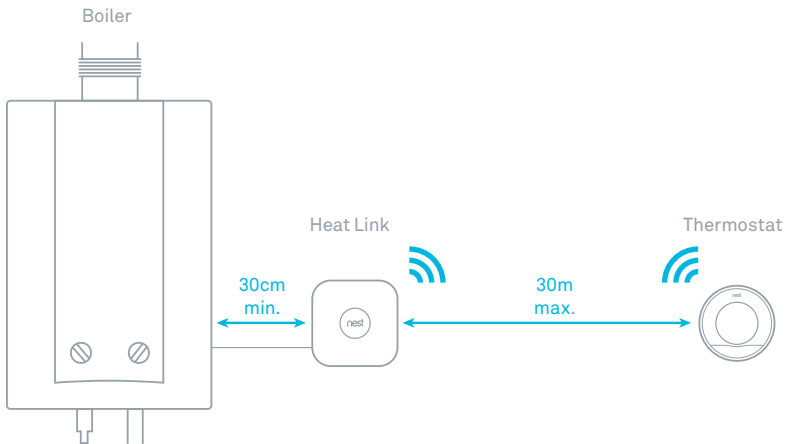 Boiler
Heat Link
Thermostat
30cm
min.
30m
max.
nest
nest